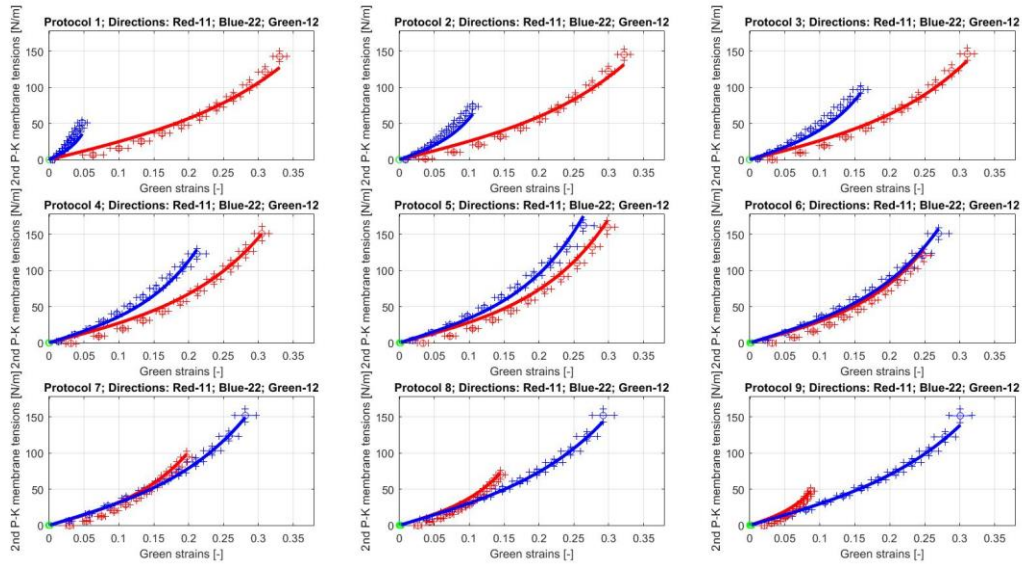 Protocol 1; Directions: Red-11; Blue-22; Green-12
Protocol 2; Directions: Red-11; Blue-22; Green-12
Protocol 3; Directions: Red-11; Blue-22; Green-12
2nd P-K membrane tensions [N/m]
150
100
50
0
0 0.05 0.1 0.15 0.2 0.25 0.3 0.35
Green strains [-]
2nd P-K membrane tensions [N/m]
150
100
50
0
0 0.05 0.1 0.15 0.2 0.25 0.3 0.35
Green strains [-]
2nd P-K membrane tensions [N/m]
150
100
50
0
0 0.05 0.1 0.15 0.2 0.25 0.3 0.35
Green strains [-]
Protocol 4; Directions: Red-11; Blue-22; Green-12
Protocol 5; Directions: Red-11; Blue-22; Green-12
Protocol 6; Directions: Red-11; Blue-22; Green-12
2nd P-K membrane tensions [N/m]
150
100
50
0
0 0.05 0.1 0.15 0.2 0.25 0.3 0.35
Green strains [-]
2nd P-K membrane tensions [N/m]
150
100
50
0
0 0.05 0.1 0.15 0.2 0.25 0.3 0.35
Green strains [-]
2nd P-K membrane tensions [N/m]
150
100
50
0
0 0.05 0.1 0.15 0.2 0.25 0.3 0.35
Green strains [-]
Protocol 7; Directions: Red-11; Blue-22; Green-12
Protocol 8; Directions: Red-11; Blue-22; Green-12
Protocol 9; Directions: Red-11; Blue-22; Green-12
2nd P-K membrane tensions [N/m]
150
100
50
0
0 0.05 0.1 0.15 0.2 0.25 0.3 0.35
Green strains [-]
2nd P-K membrane tensions [N/m]
150
100
50
0
0 0.05 0.1 0.15 0.2 0.25 0.3 0.35
Green strains [-]
2nd P-K membrane tensions [N/m]
150
100
50
0
0 0.05 0.1 0.15 0.2 0.25 0.3 0.35
Green strains [-]